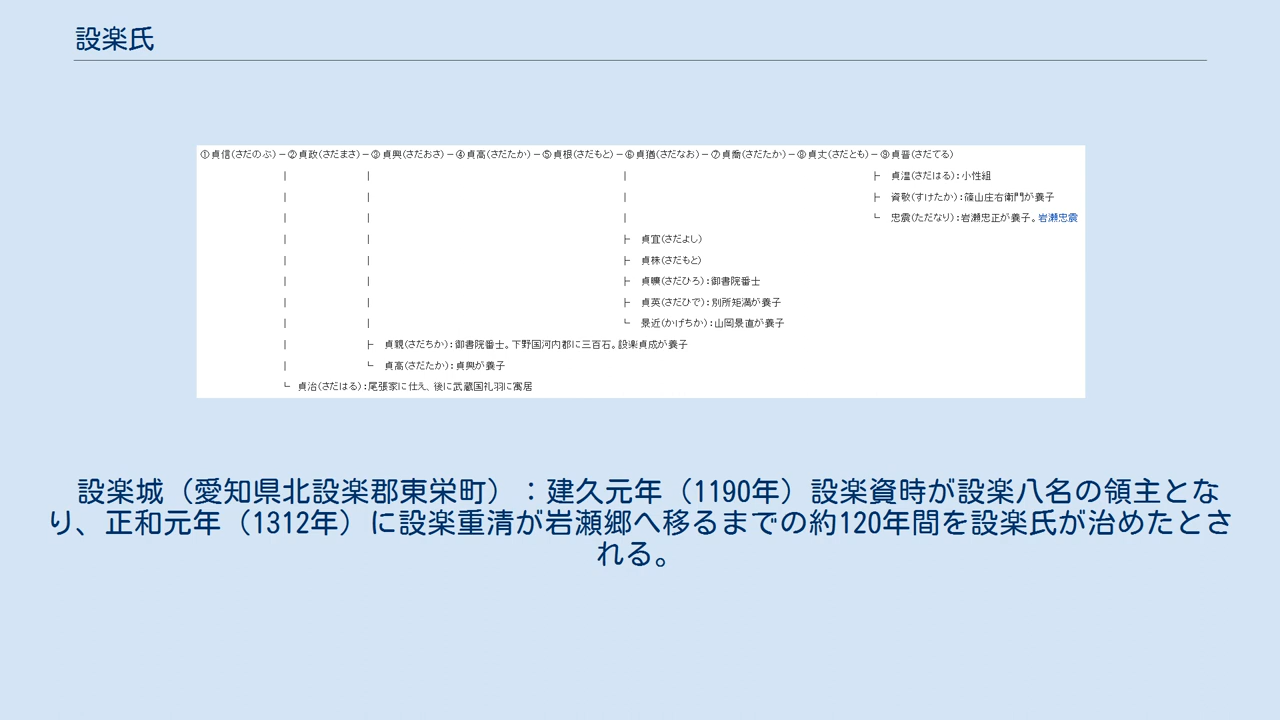 設楽氏
①貞信(さだのぶ)－②貞政(さだまさ)－③貞興(さだおき)－④貞高(さだたか)－⑤貞根(さだもと)－⑥貞猶(さだなお)－⑦貞喬(さだたか)－⑧貞丈(さだとも)－⑨貞晋(さだてる)
｜　｜　｜　├ 貞温(さだはる)：小性組
｜　｜　｜　├ 資敬(すけたか)：篠山庄右衛門が養子
｜　｜　｜　└ 忠震(ただなり)：岩瀬忠正が養子。岩瀬忠震
｜　｜　├ 貞宜(さだよし)
｜　｜　├ 貞株(さだもと)
｜　｜　├ 貞曠(さだひろ)：御書院番士
｜　｜　├ 貞英(さだひで)：別所矩満が養子
｜　｜　└ 景近(かげちか)：山岡景直が養子
｜　├ 貞親(さだちか)：御書院番士。下野国河内郡に三百石。設楽貞成が養子
｜　└ 貞高(さだたか)：貞興が養子
└ 貞治(さだはる)：尾張家に仕え、後に武蔵国礼羽に寓居
設楽城（愛知県北設楽郡東栄町）：建久元年（1190年）設楽資時が設楽八名の領主とな
り、正和元年（1312年）に設楽重清が岩瀬郷へ移るまでの約120年間を設楽氏が治めたとさ
れる。